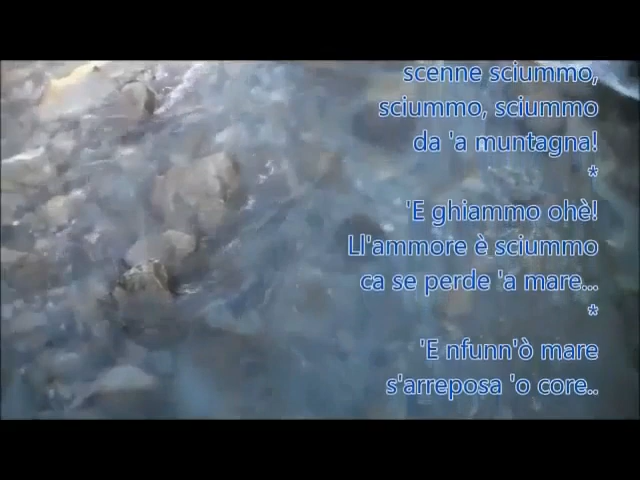 scenne sciummo,
sciummo, sciummo
da 'a muntagna!
*
'E ghiammo ohè!
Ll'ammore è sciummo
ca se perde 'a mare...
*
'E nfunn'ò mare
s'arreposa 'o core..